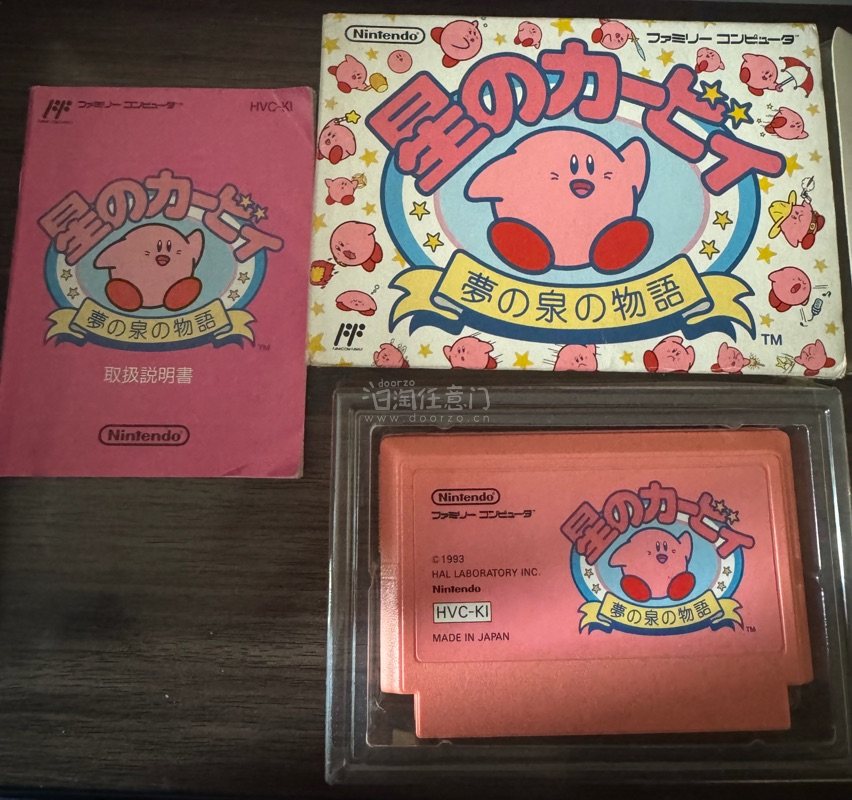 ファミリー コンピュータ™
HVC-KI
星のカービィ
夢の泉の物語
TM
取扱説明書
Nintendo
Nintendo
ファミリー コンピュータ™
星のカービィ
夢の泉の物語
TM
doorzo
任意门
www.doorzo.cn
Nintendo
ファミリー コンピュータ
© 1993
HAL LABORATORY INC.
Nintendo
HVC-KI
MADE IN JAPAN
星のカービィ
夢の泉の物語
TM